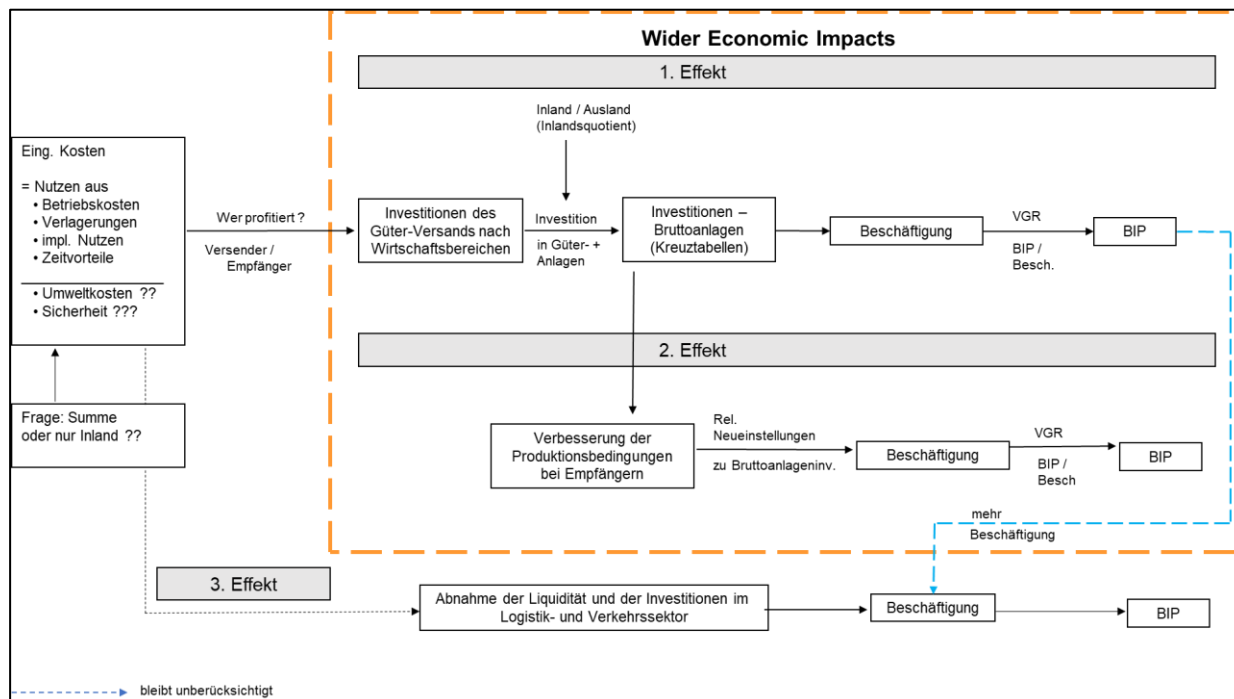 Wider Economic Impacts
1. Effekt
Inland / Ausland
(Inlandsquotient)
Eing. Kosten
= Nutzen aus
• Betriebskosten
• Verlagerungen
• impl. Nutzen
• Zeitvorteile
• Umweltkosten ??
• Sicherheit ???
Wer profitiert ?
Versender /
Empfänger
Investitionen des
Güter-Versands nach
Wirtschaftsbereichen
Investition
in Güter- +
Anlagen
Investitionen –
Bruttoanlagen
(Kreuztabellen)
Beschäftigung
VGR
BIP /
Besch.
BIP
2. Effekt
Frage: Summe
oder nur Inland ??
Verbesserung der
Produktionsbedingungen
bei Empfängern
Rel.
Neueinstellungen
zu Bruttoanlageninv.
Beschäftigung
VGR
BIP /
Besch
BIP
mehr
Beschäftigung
3. Effekt
Abnahme der Liquidität und der Investitionen im
Logistik- und Verkehrssektor
Beschäftigung
BIP
bleibt unberücksichtigt